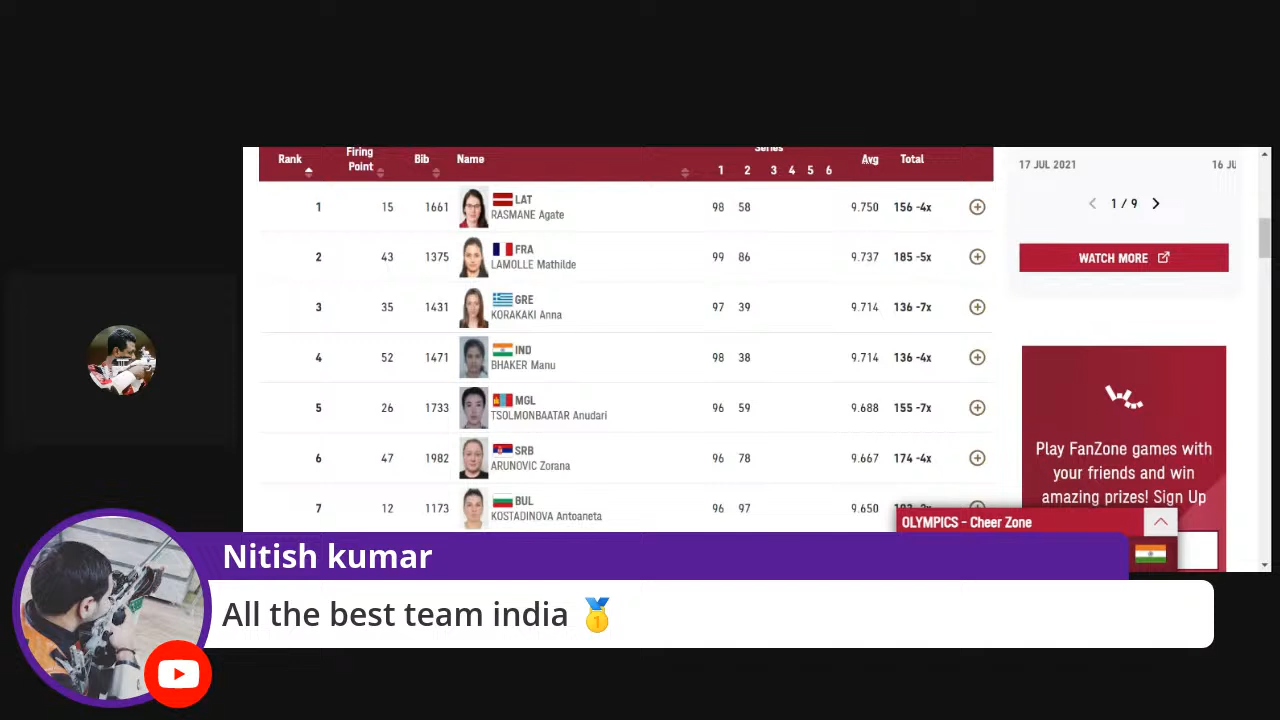 Rank Firing Point Bib Name Series Avg Total
1 2 3 4 5 6
1 15 1661 LAT RASMANE Agate 98 58 9.750 156 -4x
2 43 1375 FRA LAMOLLE Mathilde 99 86 9.737 185 -5x
3 35 1431 GRE KORAKAKI Anna 97 39 9.714 136 -7x
4 52 1471 IND BHAKER Manu 98 38 9.714 136 -4x
5 26 1733 MGL TSOLMONBAATAR Anudari 96 59 9.688 155 -7x
6 47 1982 SRB ARUNOVIC Zorana 96 78 9.667 174 -4x
7 12 1173 BUL KOSTADINOVA Antoaneta 96 97 9.650
17 JUL 2021 16 JU
1 / 9
WATCH MORE
Play FanZone games with
your friends and win
amazing prizes! Sign Up
OLYMPICS - Cheer Zone
Nitish kumar
All the best team india 🥇